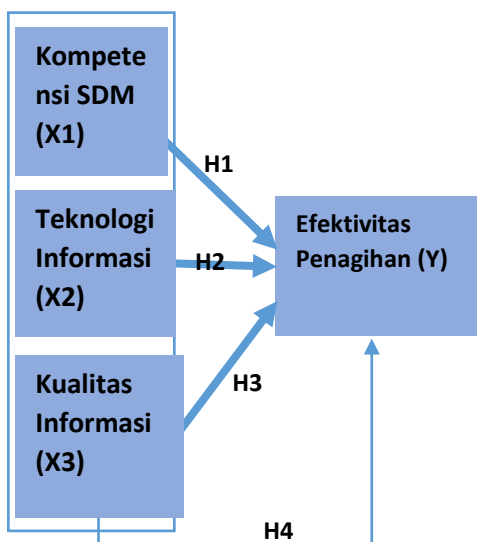 Kompete
nsi SDM
(X1)
H1
Teknologi
Informasi
(X2)
H2
Efektivitas
Penagihan (Y)
Kualitas
Informasi
(X3)
H3
H4